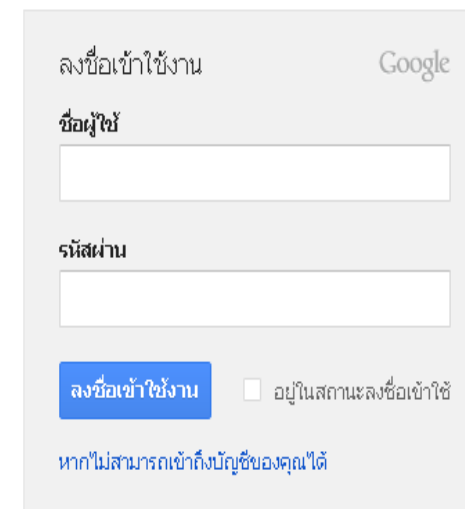 ลงชื่อเข้าใช้งาน Google
ชื่อผู้ใช้
รหัสผ่าน
ลงชื่อเข้าใช้งาน อยู่ในสถานะลงชื่อเข้าใช้
หากไม่สามารถเข้าถึงบัญชีของคุณได้